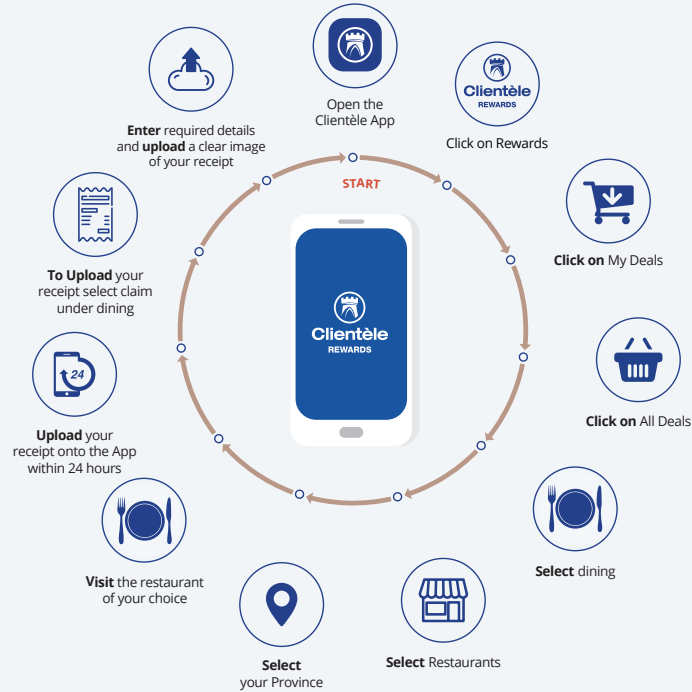 Open the
Clientèle App
Clientèle
REWARDS
Click on Rewards
Click on My Deals
Click on All Deals
Select dining
Select Restaurants
Select
your Province
Visit the restaurant
of your choice
24
Upload your
receipt onto the App
within 24 hours
To Upload your
receipt select claim
under dining
Enter required details
and upload a clear image
of your receipt
START
Clientèle
REWARDS